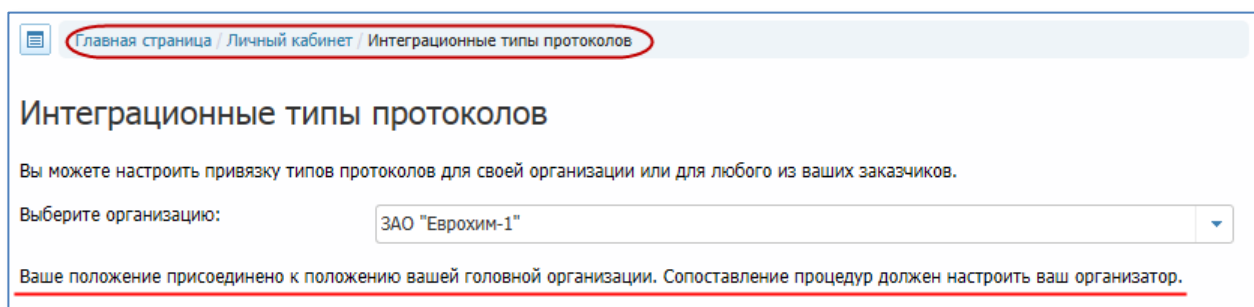 Главная страница / Личный кабинет / Интеграционные типы протоколов
Интеграционные типы протоколов
Вы можете настроить привязку типов протоколов для своей организации или для любого из ваших заказчиков.
Выберите организацию:
ЗАО "Еврохим-1"
Ваше положение присоединено к положению вашей головной организации. Сопоставление процедур должен настроить ваш организатор.